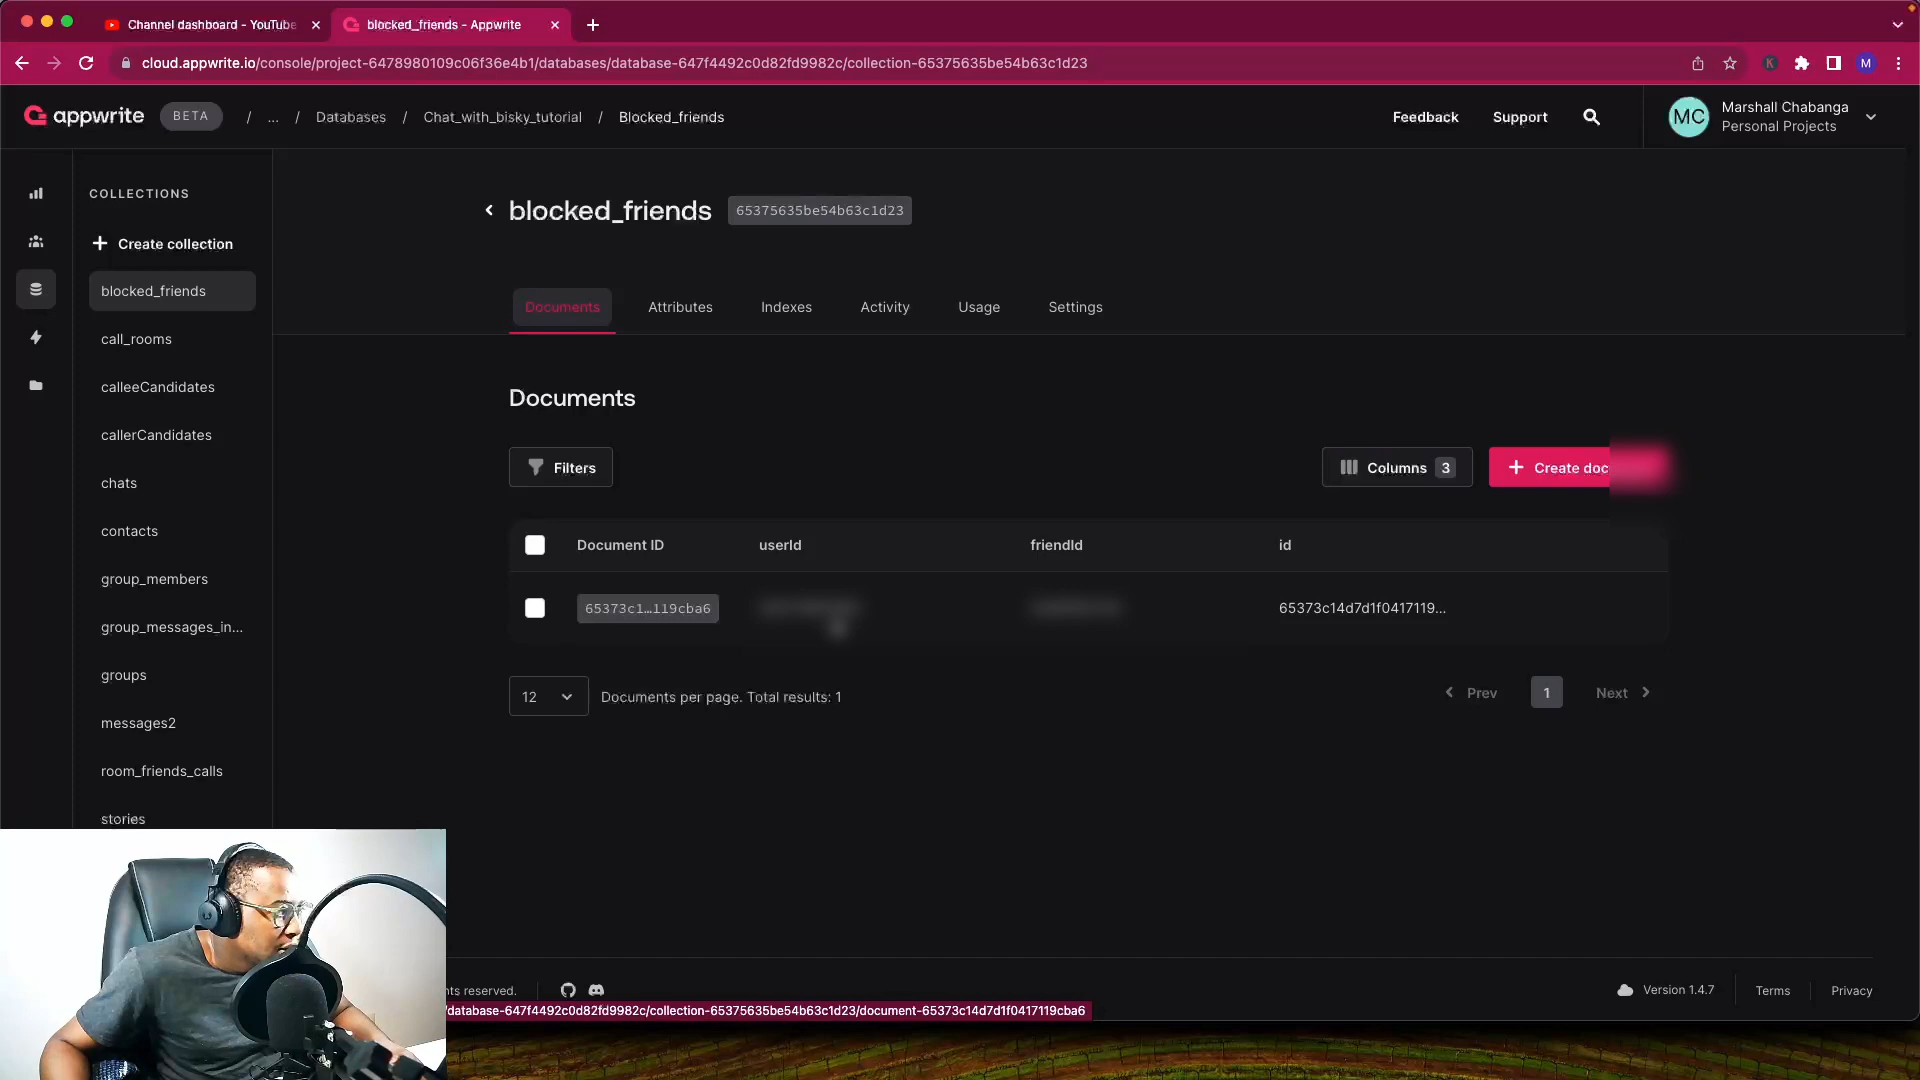 Channel dashboard - YouTube
blocked_friends - Appwrite
cloud.appwrite.io/console/project-6478980109c06f36e4b1/databases/database-647f4492c0d82fd9982c/collection-65375635be54b63c1d23
K
M
appwrite
BETA
/ ... / Databases / Chat_with_bisky_tutorial / Blocked_friends
Feedback
Support
MC
Marshall Chabanga
Personal Projects
COLLECTIONS
Create collection
blocked_friends
call_rooms
calleeCandidates
callerCandidates
chats
contacts
group_members
group_messages_in...
groups
messages2
room_friends_calls
stories
blocked_friends
65375635be54b63c1d23
Documents
Attributes
Indexes
Activity
Usage
Settings
Documents
Filters
Columns 3
+ Create doc
Document ID
userId
friendId
id
65373c1…119cba6
65373c14d7d1f0417119...
12
Documents per page. Total results: 1
Prev
1
Next
nts reserved.
Version 1.4.7
Terms
Privacy
/database-647f4492c0d82fd9982c/collection-65375635be54b63c1d23/document-65373c14d7d1f0417119cba6